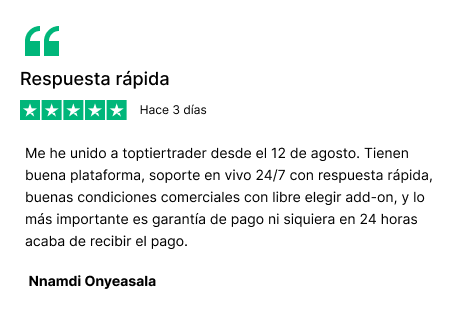 Respuesta rápida
Hace 3 días
Me he unido a toptiertrader desde el 12 de agosto. Tienen
buena plataforma, soporte en vivo 24/7 con respuesta rápida,
buenas condiciones comerciales con libre elegir add-on, y lo
más importante es garantía de pago ni siquiera en 24 horas
acaba de recibir el pago.
Nnamdi Onyeasala